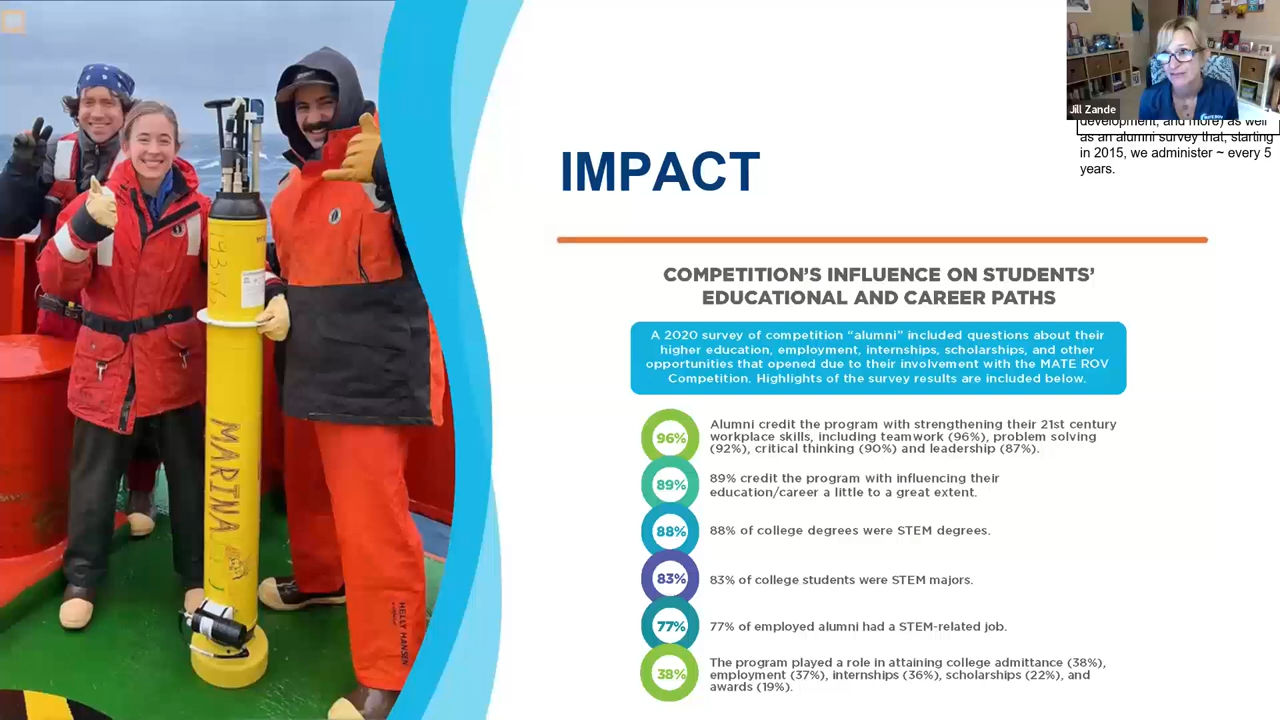 Jill Zande
development, and more) as well
as an alumni survey that, starting
in 2015, we administer ~ every 5
years.
IMPACT
COMPETITION'S INFLUENCE ON STUDENTS'
EDUCATIONAL AND CAREER PATHS
A 2020 survey of competition “alumni” included questions about their
higher education, employment, internships, scholarships, and other
opportunities that opened due to their involvement with the MATE ROV
Competition. Highlights of the survey results are included below.
96%
Alumni credit the program with strengthening their 21st century
workplace skills, including teamwork (96%), problem solving
(92%), critical thinking (90%) and leadership (87%).
89%
89% credit the program with influencing their
education/career a little to a great extent.
88%
88% of college degrees were STEM degrees.
83%
83% of college students were STEM majors.
77%
77% of employed alumni had a STEM-related job.
38%
The program played a role in attaining college admittance (38%),
employment (37%), internships (36%), scholarships (22%), and
awards (19%).
MARINA
HELLY HANSEN